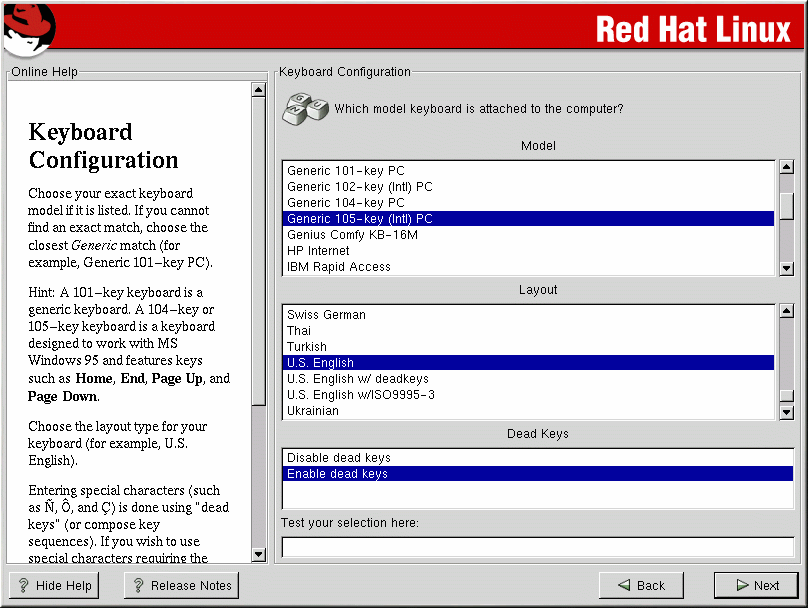 Red Hat Linux
Online Help
Keyboard
Configuration
Choose your exact keyboard
model if it is listed. If you cannot
find an exact match, choose the
closest Generic match (for
example, Generic 101-key PC).
Hint: A 101-key keyboard is a
generic keyboard. A 104-key or
105-key keyboard is a keyboard
designed to work with MS
Windows 95 and features keys
such as Home, End, Page Up, and
Page Down.
Choose the layout type for your
keyboard (for example, U.S.
English).
Entering special characters (such
as Ñ, Ô, and Ç) is done using "dead
keys" (or compose key
sequences). If you wish to use
special characters requiring the
Keyboard Configuration
G
N
U
Which model keyboard is attached to the computer?
Model
Generic 101-key PC
Generic 102-key (Intl) PC
Generic 104-key PC
Generic 105-key (Intl) PC
Genius Comfy KB-16M
HP Internet
IBM Rapid Access
Layout
Swiss German
Thai
Turkish
U.S. English
U.S. English w/ deadkeys
U.S. English w/ISO9995-3
Ukrainian
Dead Keys
Disable dead keys
Enable dead keys
Test your selection here:
? Hide Help
? Release Notes
Back
Next